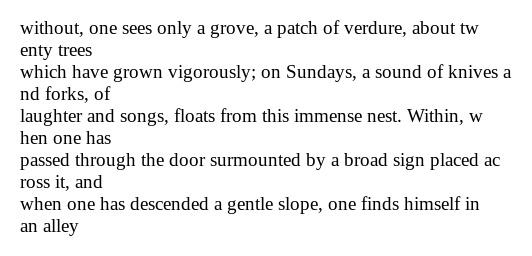 without, one sees only a grove, a patch of verdure, about tw
enty trees
which have grown vigorously; on Sundays, a sound of knives a
nd forks, of
laughter and songs, floats from this immense nest. Within, w
hen one has
passed through the door surmounted by a broad sign placed ac
ross it, and
when one has descended a gentle slope, one finds himself in
an alley